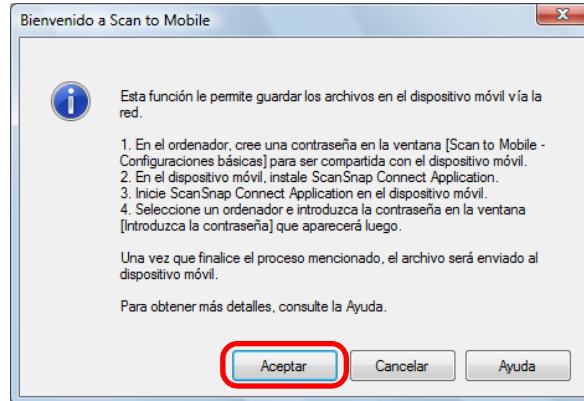 Bienvenido a Scan to Mobile
Esta función le permite guardar los archivos en el dispositivo móvil vía la
red.
1. En el ordenador, cree una contraseña en la ventana [Scan to Mobile -
Configuraciones básicas] para ser compartida con el dispositivo móvil.
2. En el dispositivo móvil, instale ScanSnap Connect Application.
3. Inicie ScanSnap Connect Application en el dispositivo móvil.
4. Seleccione un ordenador e introduzca la contraseña en la ventana
[Introduzca la contraseña] que aparecerá luego.
Una vez que finalice el proceso mencionado, el archivo será enviado al
dispositivo móvil.
Para obtener más detalles, consulte la Ayuda.
Aceptar Cancelar Ayuda